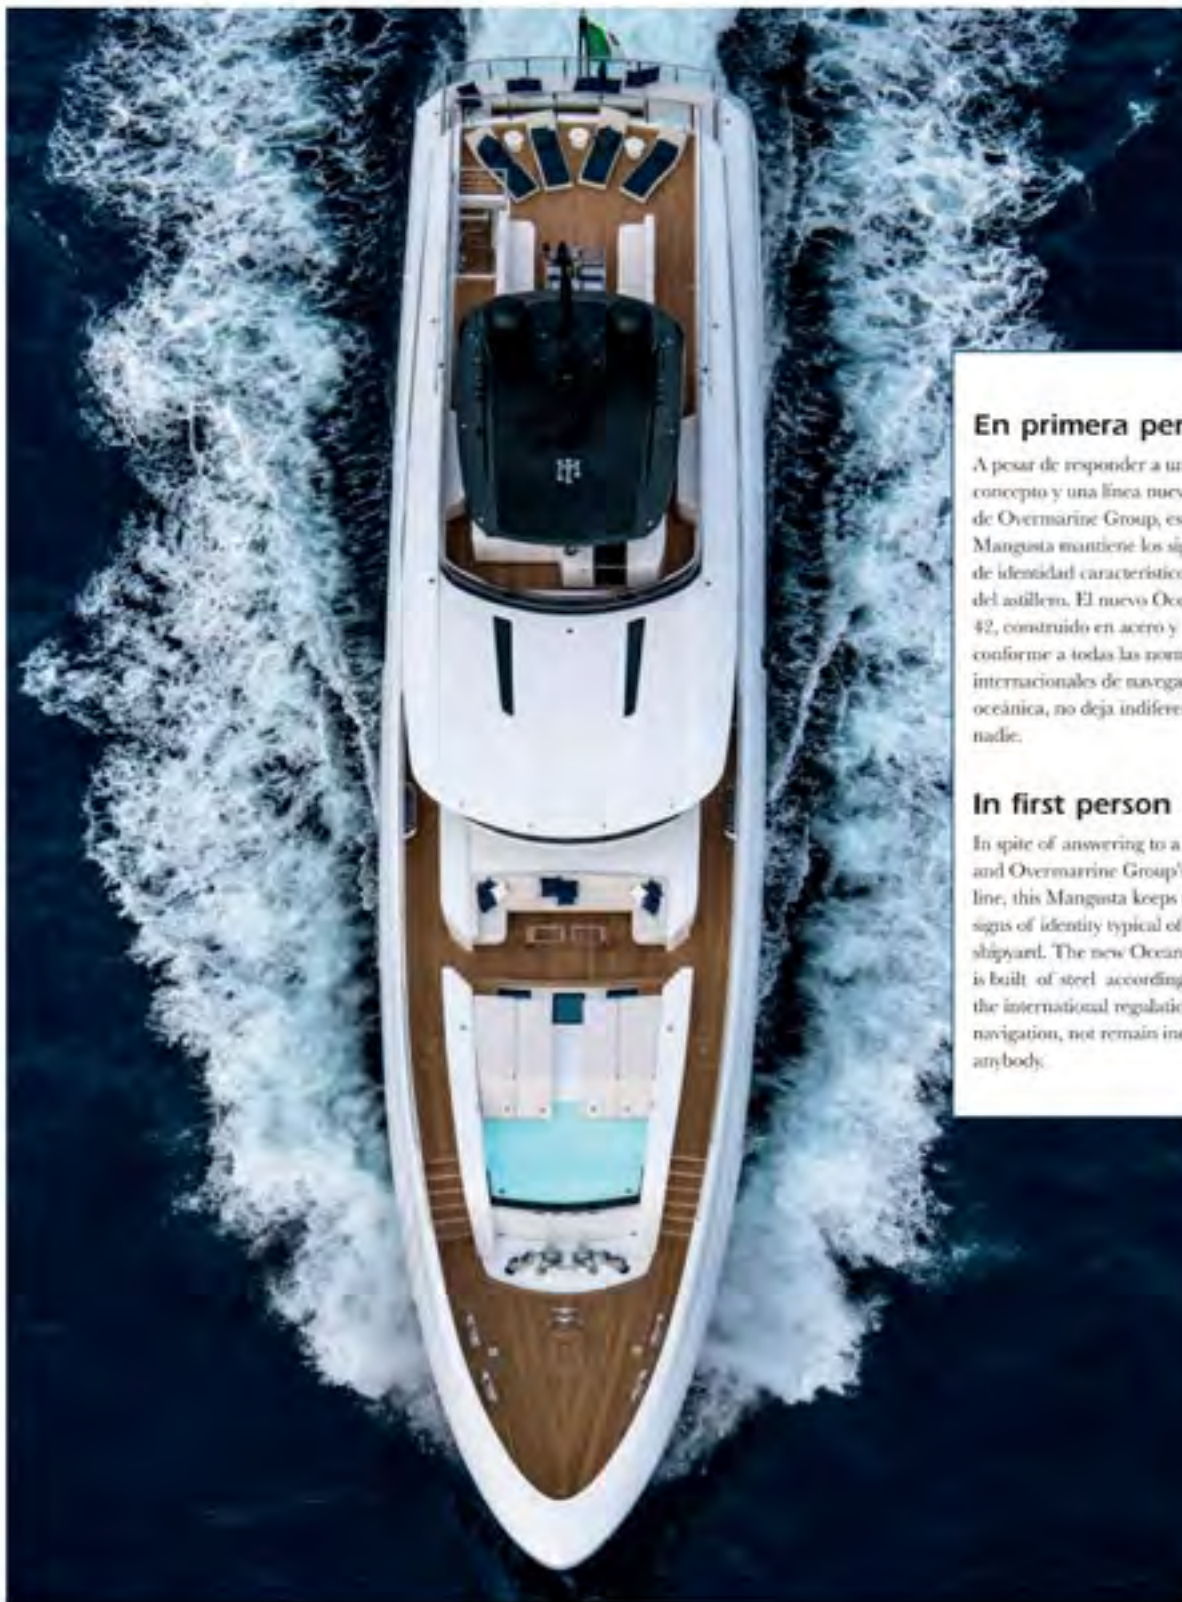 En primera per
A pesar de responder a un
concepto y una línea nuev
de Overmarine Group, es
Mangusta mantiene los sig
de identidad característico
del astillero. El nuevo Oce
42, construido en acero y
conforme a todas las norm
internacionales de navega
oceánica, no deja indifere
nadie.
In first person
In spite of answering to a
and Overmarrine Group's
line, this Mangusta keeps
signs of identity typical of
shipyard. The new Ocean
is built of steel according
the international regulatio
navigation, not remain ind
anybody.